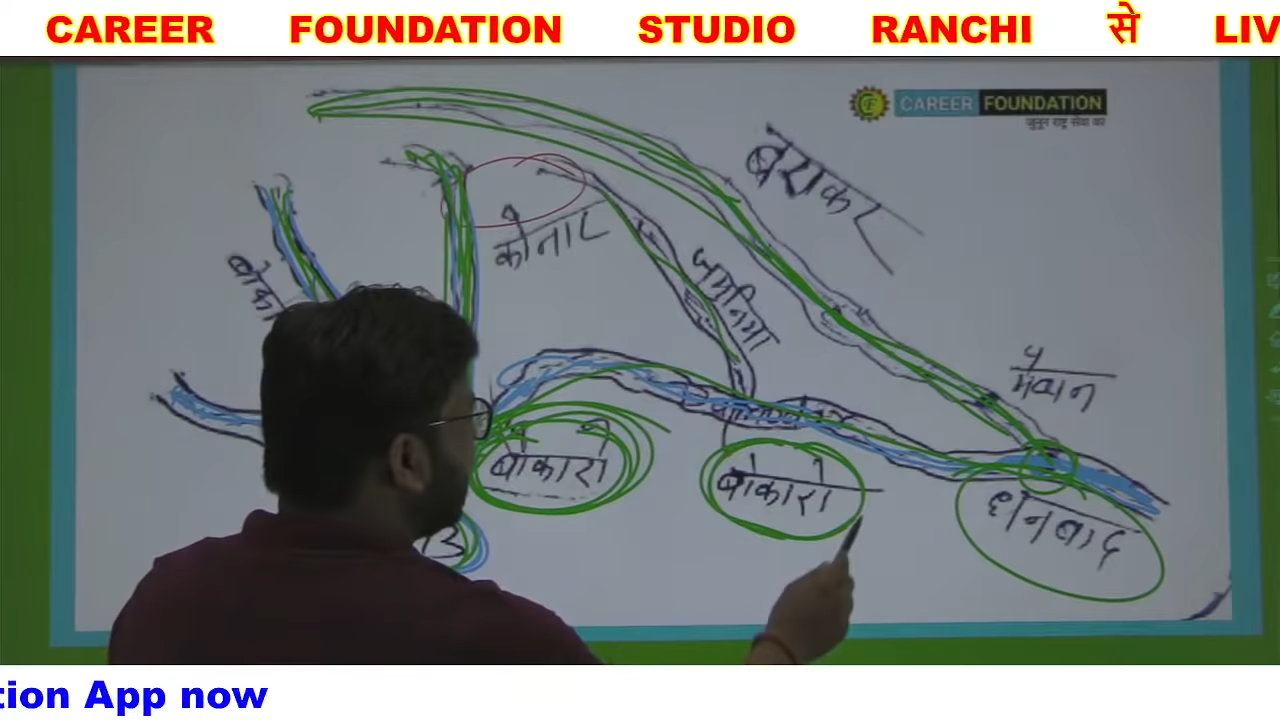 CAREER FOUNDATION STUDIO RANCHI से LIV
CAREER FOUNDATION
जुनून राष्ट्र सेवा का
बराकर
कोनार
बोका
जमुनिया
मैथान
बोकारो
बोकारो
धनबाद
tion App now